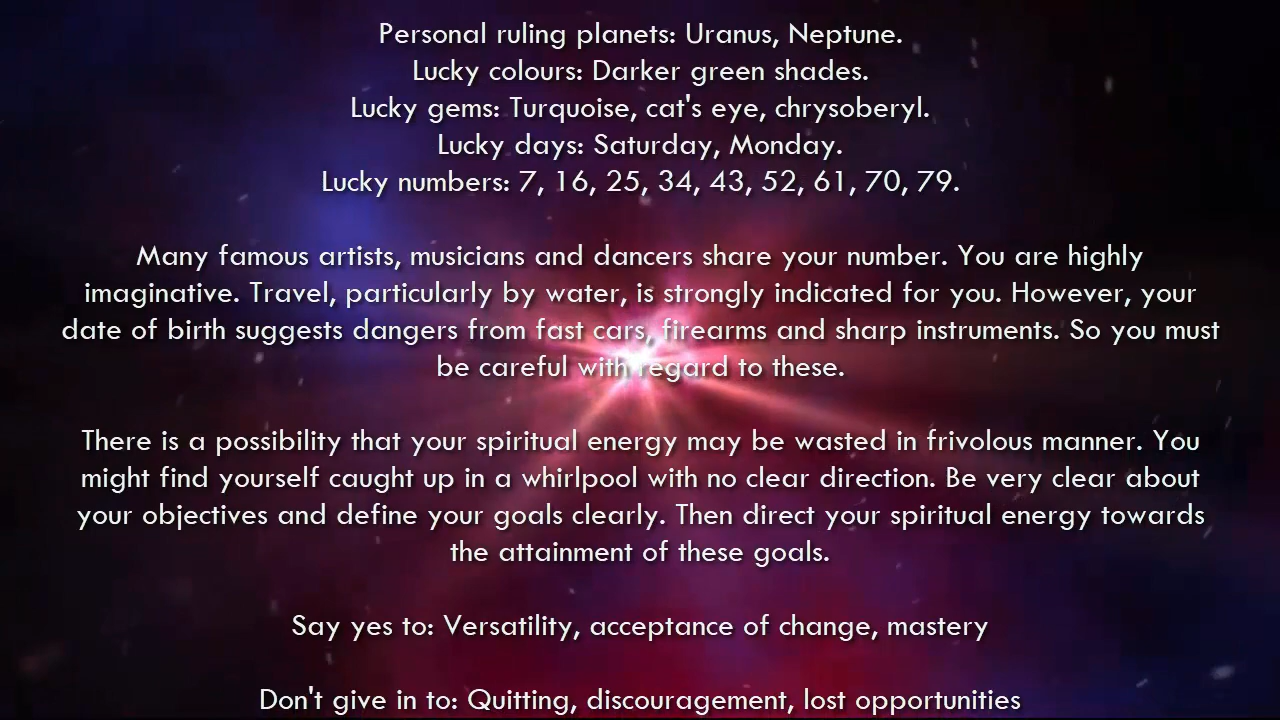 Personal ruling planets: Uranus, Neptune.
Lucky colours: Darker green shades.
Lucky gems: Turquoise, cat's eye, chrysoberyl.
Lucky days: Saturday, Monday.
Lucky numbers: 7, 16, 25, 34, 43, 52, 61, 70, 79.
Many famous artists, musicians and dancers share your number. You are highly
imaginative. Travel, particularly by water, is strongly indicated for you. However, your
date of birth suggests dangers from fast cars, firearms and sharp instruments. So you must
be careful with regard to these.
There is a possibility that your spiritual energy may be wasted in frivolous manner. You
might find yourself caught up in a whirlpool with no clear direction. Be very clear about
your objectives and define your goals clearly. Then direct your spiritual energy towards
the attainment of these goals.
Say yes to: Versatility, acceptance of change, mastery
Don't give in to: Quitting, discouragement, lost opportunities